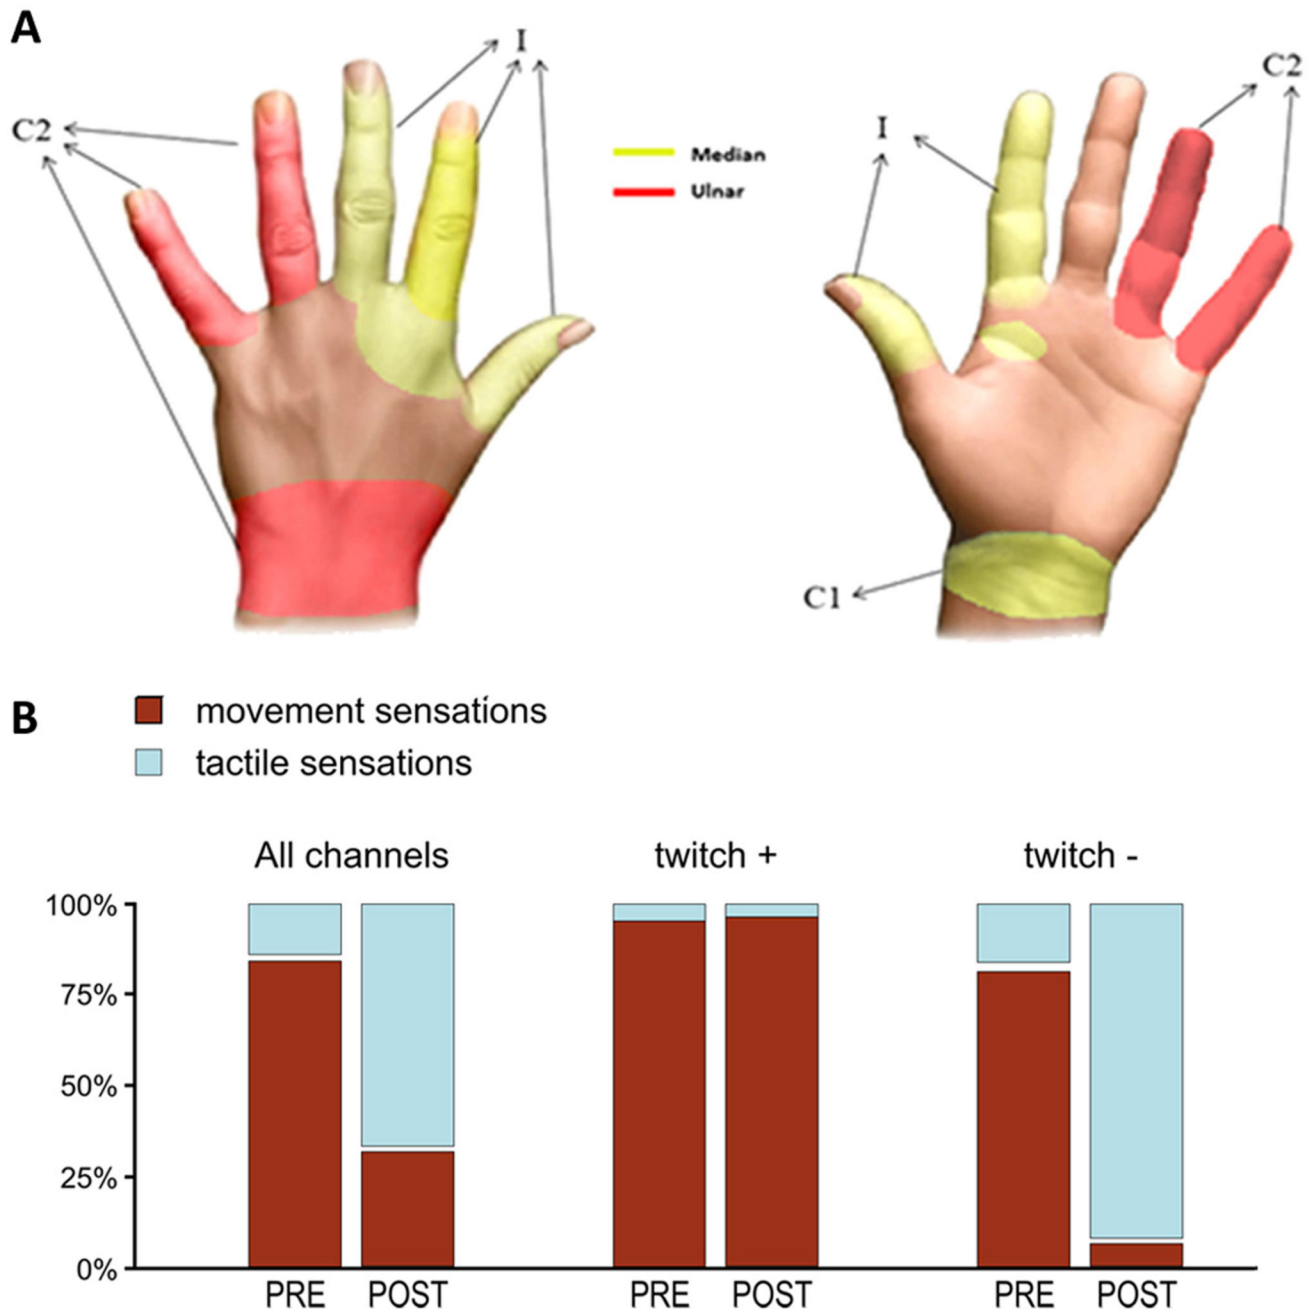 A
C2
I
Median
Ulnar
I
C2
C1
B
movement sensations
tactile sensations
All channels
twitch +
twitch -
100%
75%
50%
25%
0%
PRE POST PRE POST PRE POST